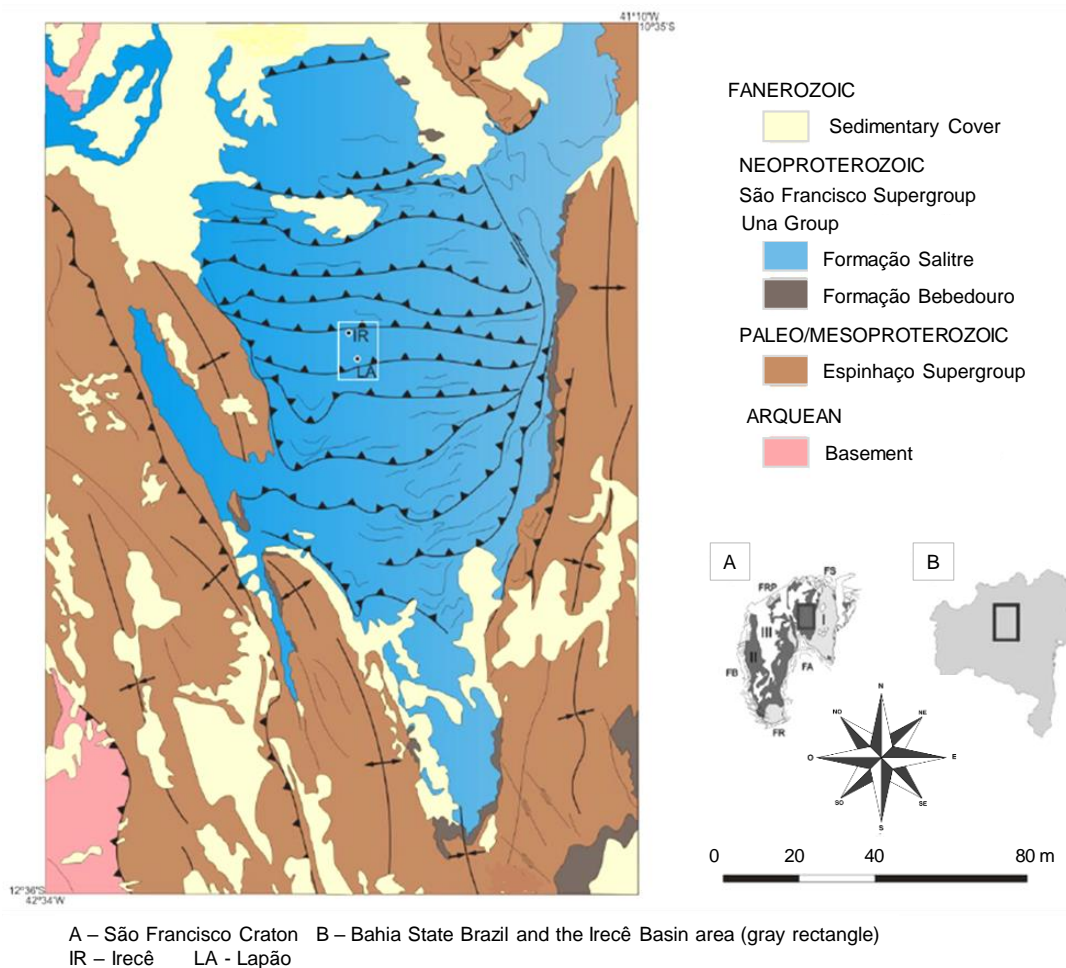 41°10"W
10°35"S
IR
LA
12°36"S
42°34"W
FANEROZOIC
Sedimentary Cover
NEOPROTEROZOIC
São Francisco Supergroup
Una Group
Formação Salitre
Formação Bebedouro
PALEO/MESOPROTEROZOIC
Espinhaço Supergroup
ARQUEAN
Basement
A
B
FS
FRP
I
III
II
FB
FA
FR
N
NO
NE
O
E
SO
SE
S
0 20 40 80 m
A – São Francisco Craton B – Bahia State Brazil and the Irecê Basin area (gray rectangle)
IR – Irecê LA - Lapão